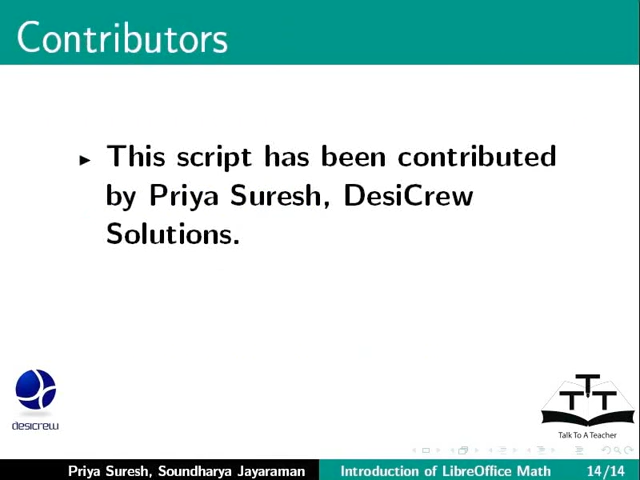 Contributors
This script has been contributed
by Priya Suresh, DesiCrew
Solutions.
desicrew
TTT
Talk To A Teacher
Priya Suresh, Soundharya Jayaraman Introduction of LibreOffice Math 14/14